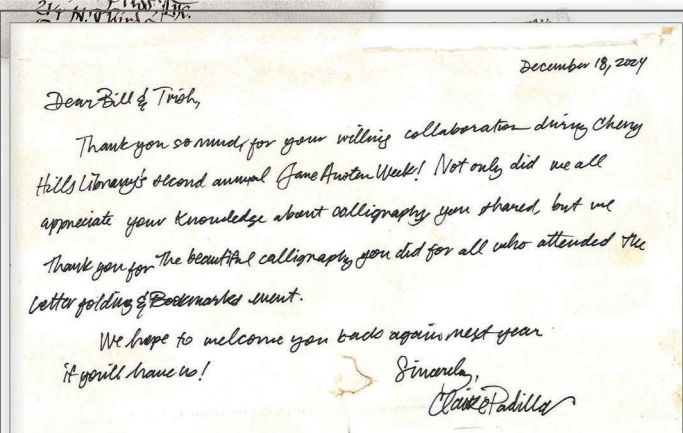 December 18, 2024
Dear Bill & Trish,
Thank you so much, for your willing collaboration during Cherry
Hills Library's second annual Jane Austen Week! Not only did we all
appreciate your knowledge about calligraphy you shared, but we
Thank you for The beautiful calligraphy you did for all who attended The
Letter folding & Bookmarks event.
We hope to welcome you back again next year
if you'll have us!
Sincerely,
Claire Padilla